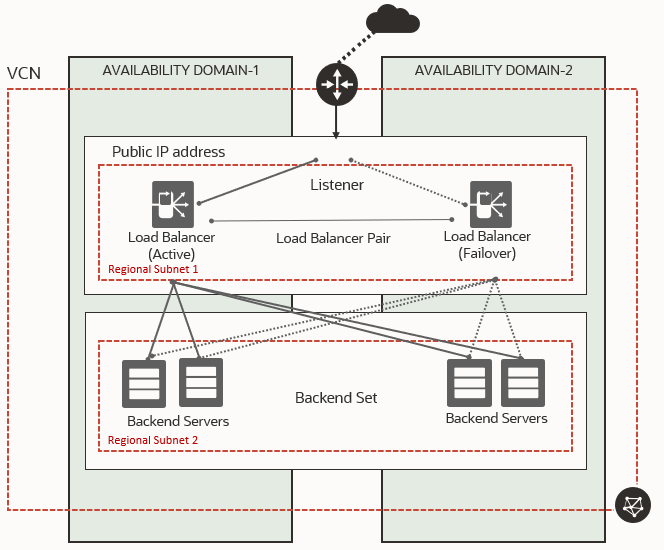 VCN
AVAILABILITY DOMAIN-1
AVAILABILITY DOMAIN-2
Public IP address
Listener
Load Balancer
(Active)
Load Balancer Pair
Load Balancer
(Failover)
Regional Subnet 1
Backend Set
Backend Servers
Backend Servers
Regional Subnet 2